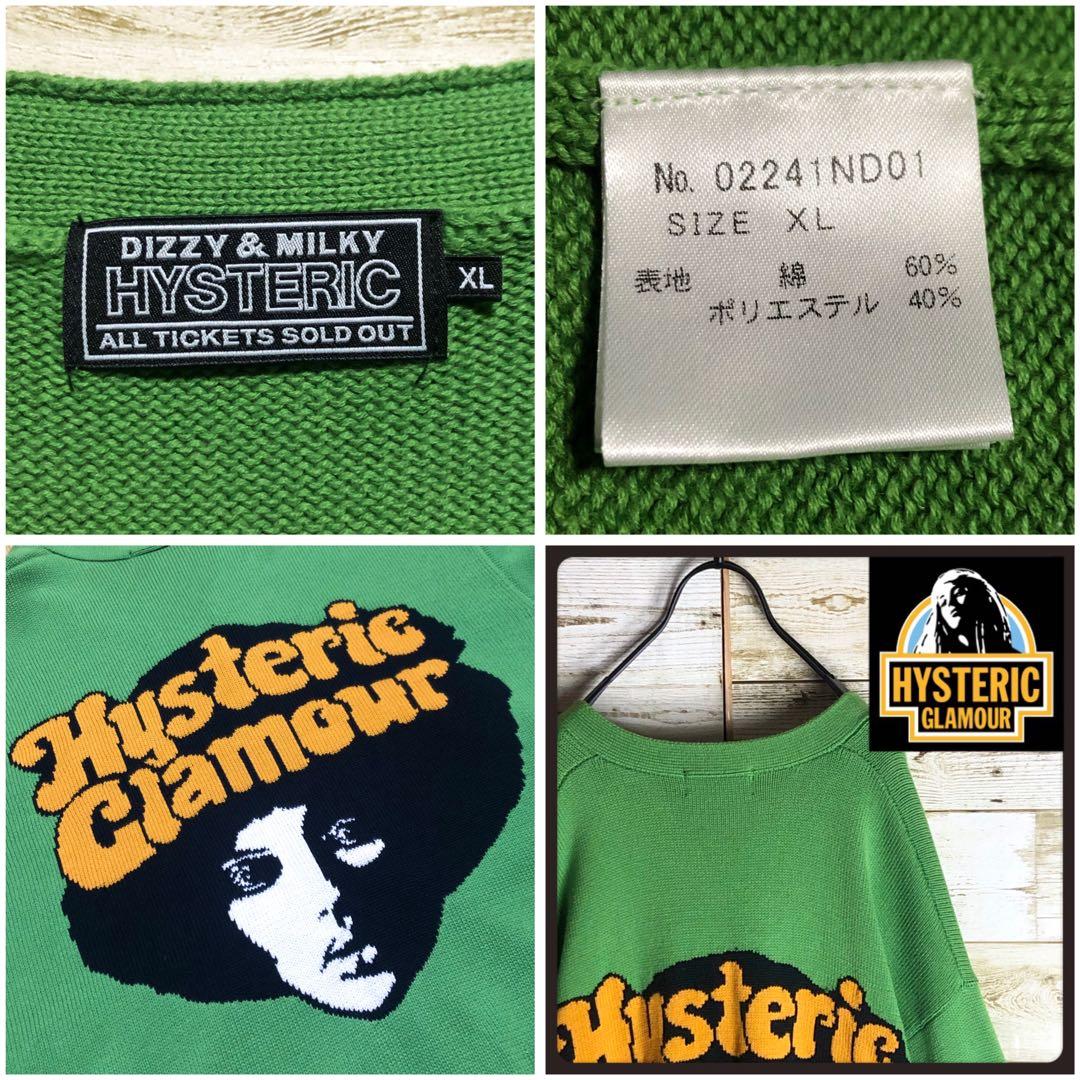 DIZZY & MILKY
HYSTERIC
ALL TICKETS SOLD OUT
XL
No. 02241ND01
SIZE XL
表地 綿 60%
ポリエステル 40%
Hysteric
Glamour
HYSTERIC
GLAMOUR
Hysteric